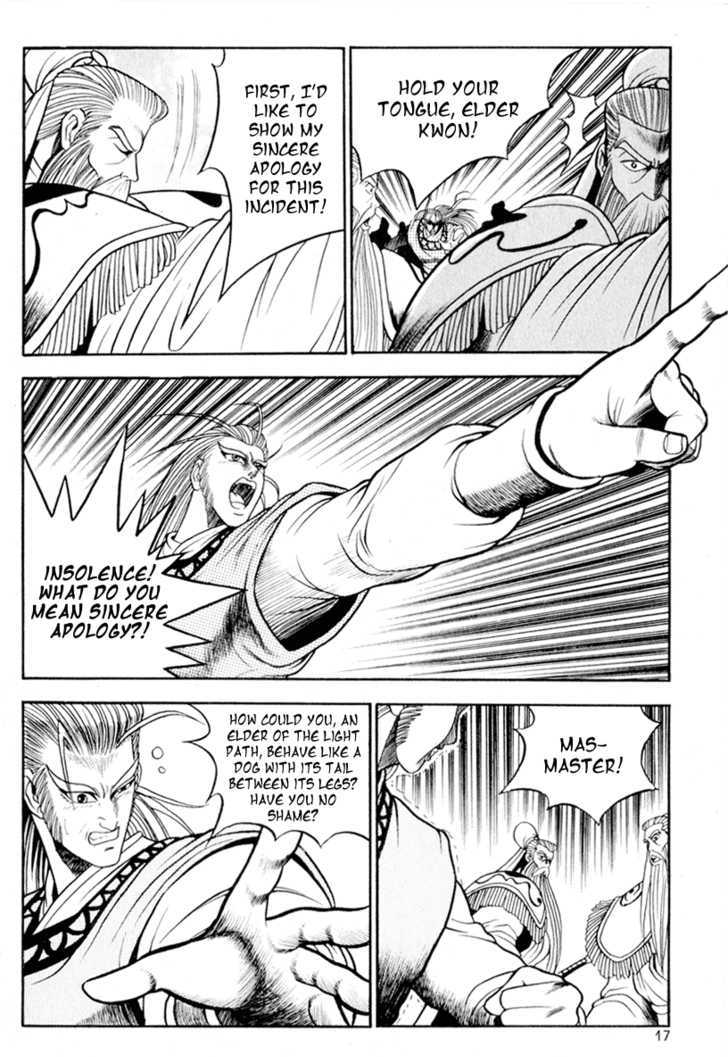 FIRST, I'D
LIKE TO
SHOW MY
SINCERE
APOLOGY
FOR THIS
INCIDENT!
HOLD YOUR
TONGUE, ELDER
KWON!
INSOLENCE!
WHAT DO YOU
MEAN SINCERE
APOLOGY?!
HOW COULD YOU, AN
ELDER OF THE LIGHT
PATH, BEHAVE LIKE A
DOG WITH ITS TAIL
BETWEEN ITS LEGS?
HAVE YOU NO
SHAME?
MAS-
MASTER!
17